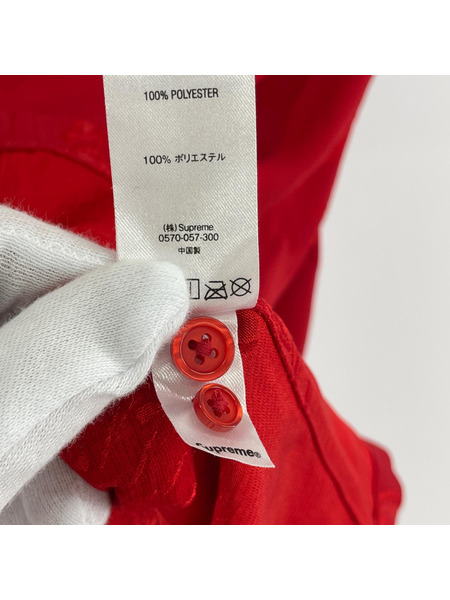 100% POLYESTER
100% ポリエステル
(株) Supreme
0570-057-300
中国製
Supreme®